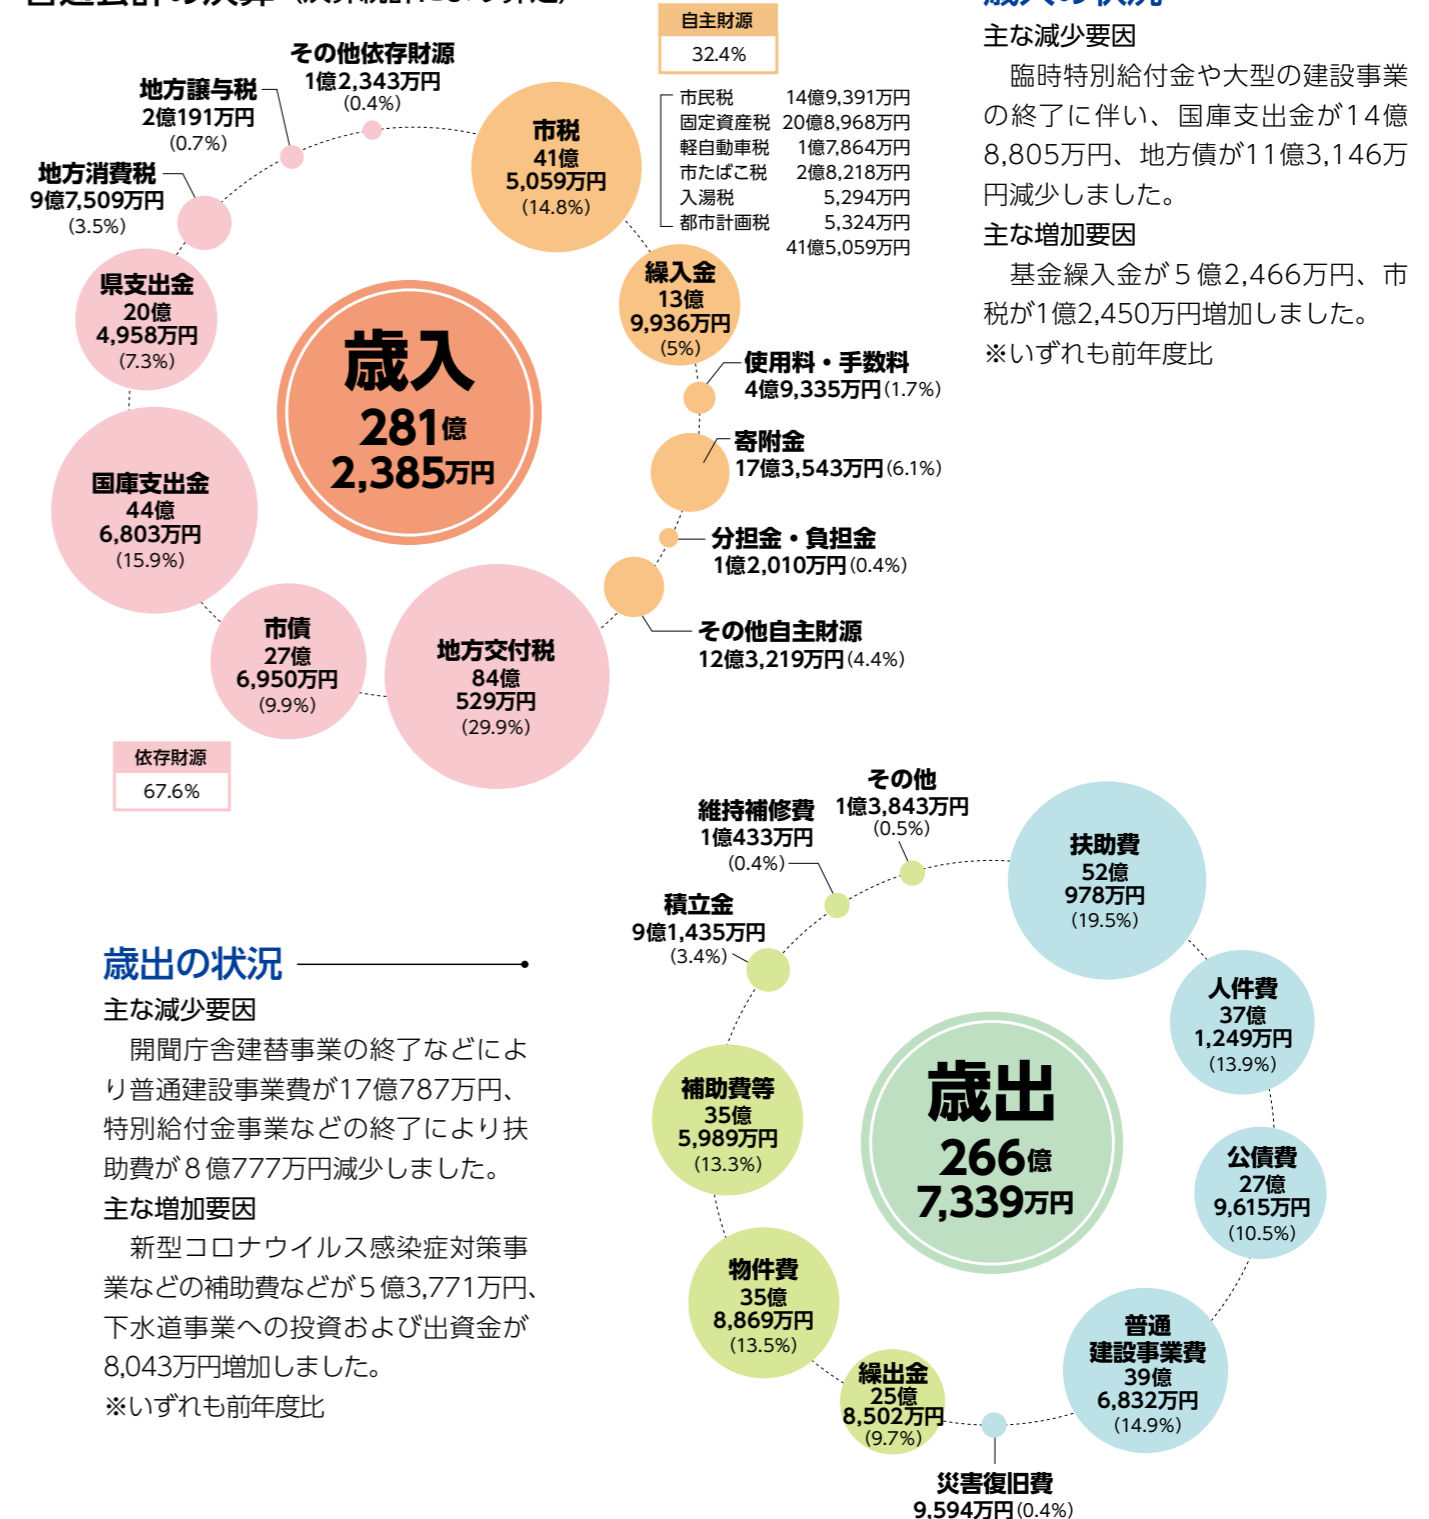 普通会計の決算（決算統計による算定）
自主財源
32.4%
市税
41億
5,059万円
(14.8%)
市民税 14億9,391万円
固定資産税 20億8,968万円
軽自動車税 1億7,864万円
市たばこ税 2億8,218万円
入湯税 5,294万円
都市計画税 5,324万円
41億5,059万円
繰入金
13億
9,936万円
(5%)
使用料・手数料
4億9,335万円(1.7%)
寄附金
17億3,543万円(6.1%)
分担金・負担金
1億2,010万円(0.4%)
その他自主財源
12億3,219万円(4.4%)
地方交付税
84億
529万円
(29.9%)
市債
27億
6,950万円
(9.9%)
国庫支出金
44億
6,803万円
(15.9%)
県支出金
20億
4,958万円
(7.3%)
地方消費税
9億7,509万円
(3.5%)
地方譲与税
2億191万円
(0.7%)
その他依存財源
1億2,343万円
(0.4%)
歳入
281億
2,385万円
依存財源
67.6%
歳入の状況
主な減少要因
　臨時特別給付金や大型の建設事業
の終了に伴い、国庫支出金が14億
8,805万円、地方債が11億3,146万
円減少しました。
主な増加要因
　基金繰入金が５億2,466万円、市
税が1億2,450万円増加しました。
※いずれも前年度比
歳出の状況
主な減少要因
　開聞庁舎建替事業の終了などによ
り普通建設事業費が17億787万円、
特別給付金事業などの終了により扶
助費が８億777万円減少しました。
主な増加要因
　新型コロナウイルス感染症対策事
業などの補助費などが５億3,771万円、
下水道事業への投資および出資金が
8,043万円増加しました。
※いずれも前年度比
歳出
266億
7,339万円
扶助費
52億
978万円
(19.5%)
人件費
37億
1,249万円
(13.9%)
公債費
27億
9,615万円
(10.5%)
普通
建設事業費
39億
6,832万円
(14.9%)
災害復旧費
9,594万円(0.4%)
繰出金
25億
8,502万円
(9.7%)
物件費
35億
8,869万円
(13.5%)
補助費等
35億
5,989万円
(13.3%)
積立金
9億1,435万円
(3.4%)
維持補修費
1億433万円
(0.4%)
その他
1億3,843万円
(0.5%)